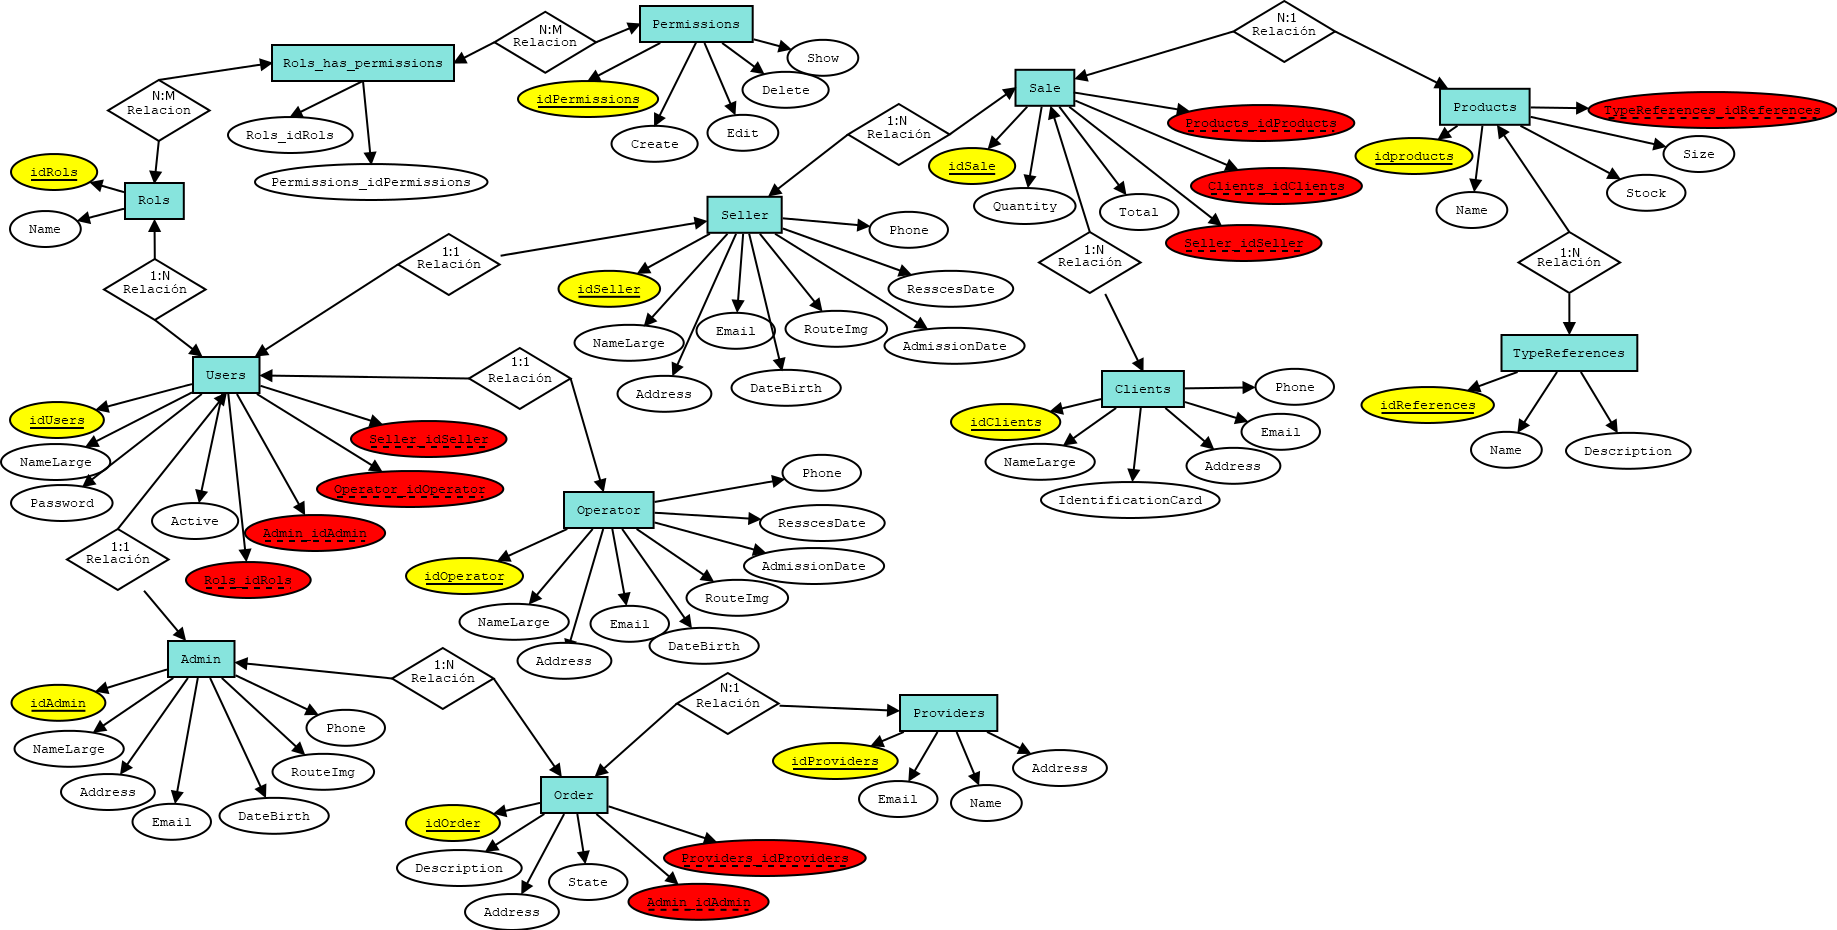 N:M
Relacion
Permissions
Show
Delete
idPermissions
Create
Edit
Rols_has_permissions
N:M
Relacion
Rols_idRols
Permissions_idPermissions
idRols
Rols
Name
1:N
Relación
N:1
Relación
Sale
Products
TypeReferences_idReferences
Products_idProducts
idproducts
Size
1:N
Relación
idSale
Clients_idClients
Stock
Quantity
Total
Name
Seller_idSeller
Seller
Phone
1:1
Relación
1:N
Relación
1:N
Relación
idSeller
ResscesDate
Email
RouteImg
NameLarge
AdmissionDate
Address
DateBirth
TypeReferences
idReferences
Name
Description
Clients
Phone
idClients
Email
NameLarge
Address
IdentificationCard
Users
1:1
Relación
idUsers
Seller_idSeller
NameLarge
Operator_idOperator
Password
Active
Admin_idAdmin
1:1
Relación
Rols_idRols
Phone
Operator
ResscesDate
AdmissionDate
idOperator
RouteImg
NameLarge
Email
Address
DateBirth
Admin
1:N
Relación
idAdmin
Phone
NameLarge
RouteImg
Address
Email
DateBirth
N:1
Relación
Providers
idProviders
Address
Email
Name
Order
idOrder
Providers_idProviders
Description
State
Admin_idAdmin
Address